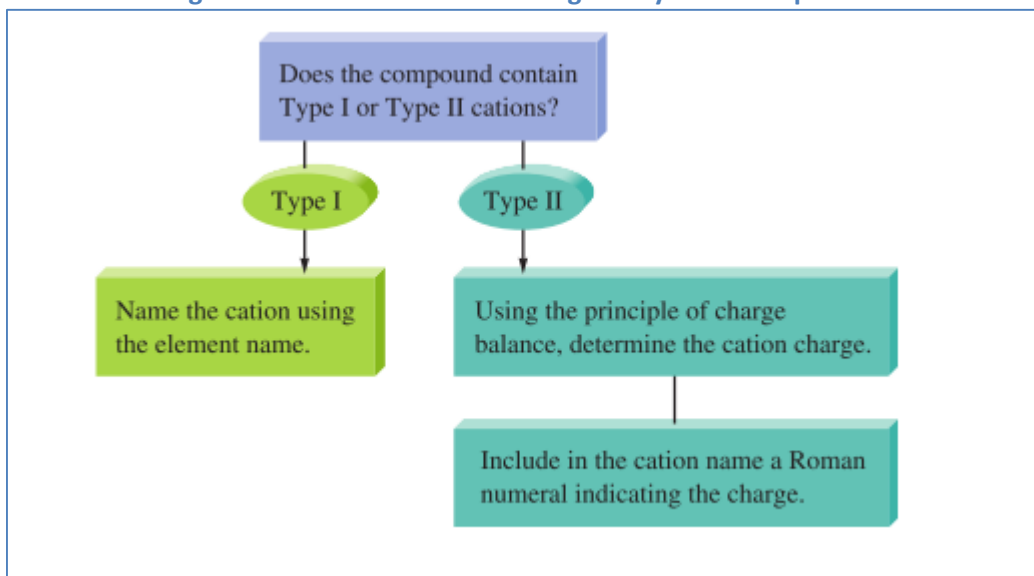 Does the compound contain
Type I or Type II cations?
Type I
Type II
Name the cation using
the element name.
Using the principle of charge
balance, determine the cation charge.
Include in the cation name a Roman
numeral indicating the charge.